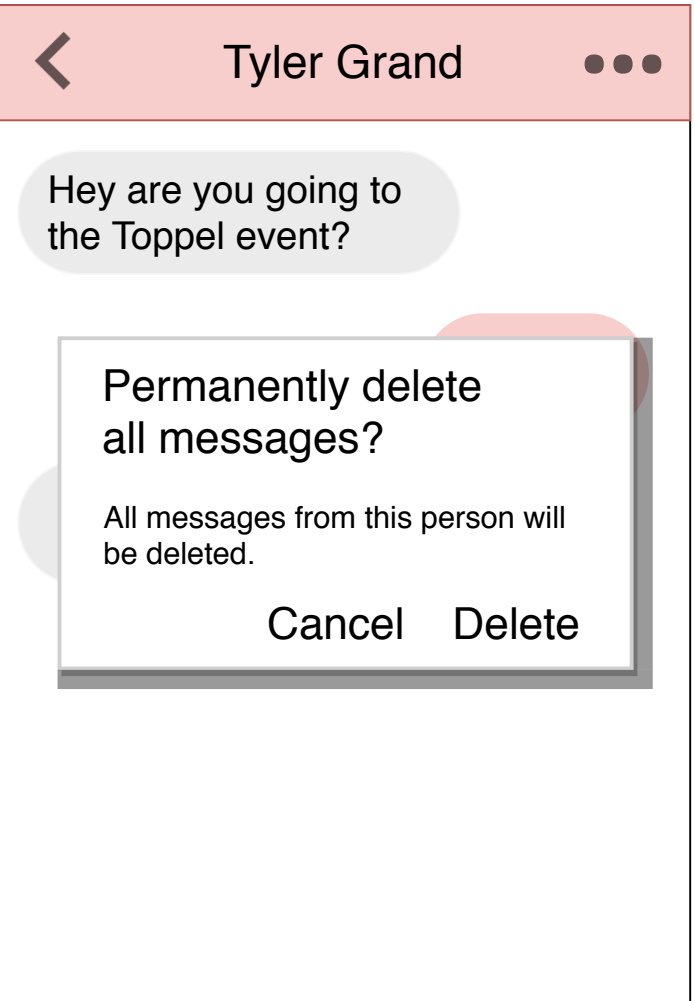 Tyler Grand
Hey are you going to
the Toppel event?
Permanently delete
all messages?
All messages from this person will
be deleted.
Cancel Delete